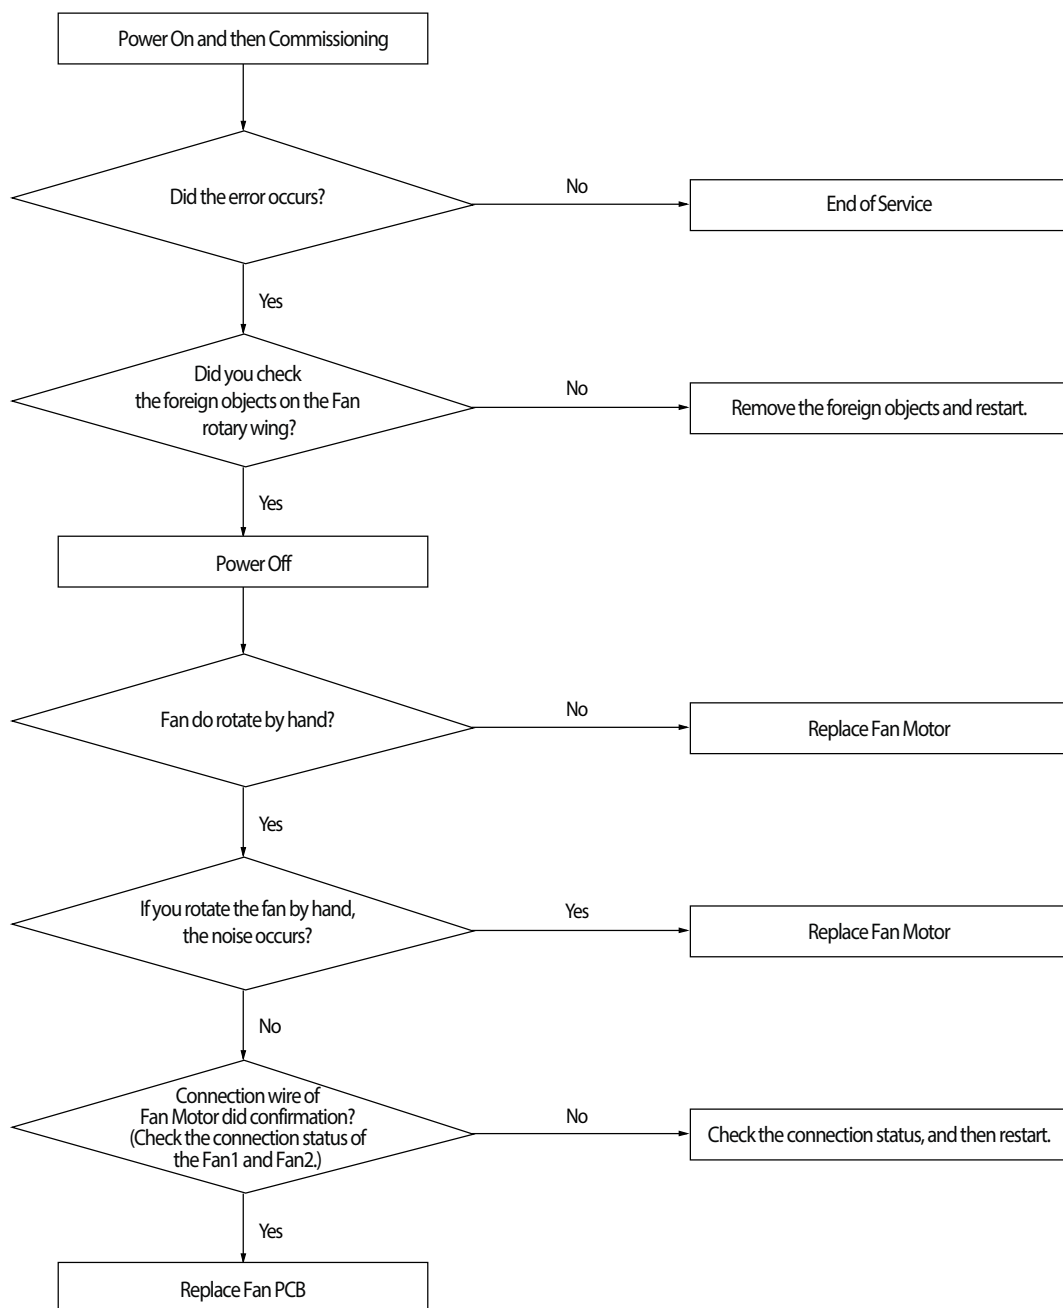 Power On and then Commissioning
Did the error occurs?
No
End of Service
Yes
Did you check
the foreign objects on the Fan
rotary wing?
No
Remove the foreign objects and restart.
Yes
Power Off
Fan do rotate by hand?
No
Replace Fan Motor
Yes
If you rotate the fan by hand,
the noise occurs?
Yes
Replace Fan Motor
No
Connection wire of
Fan Motor did confirmation?
(Check the connection status of
the Fan1 and Fan2.)
No
Check the connection status, and then restart.
Yes
Replace Fan PCB